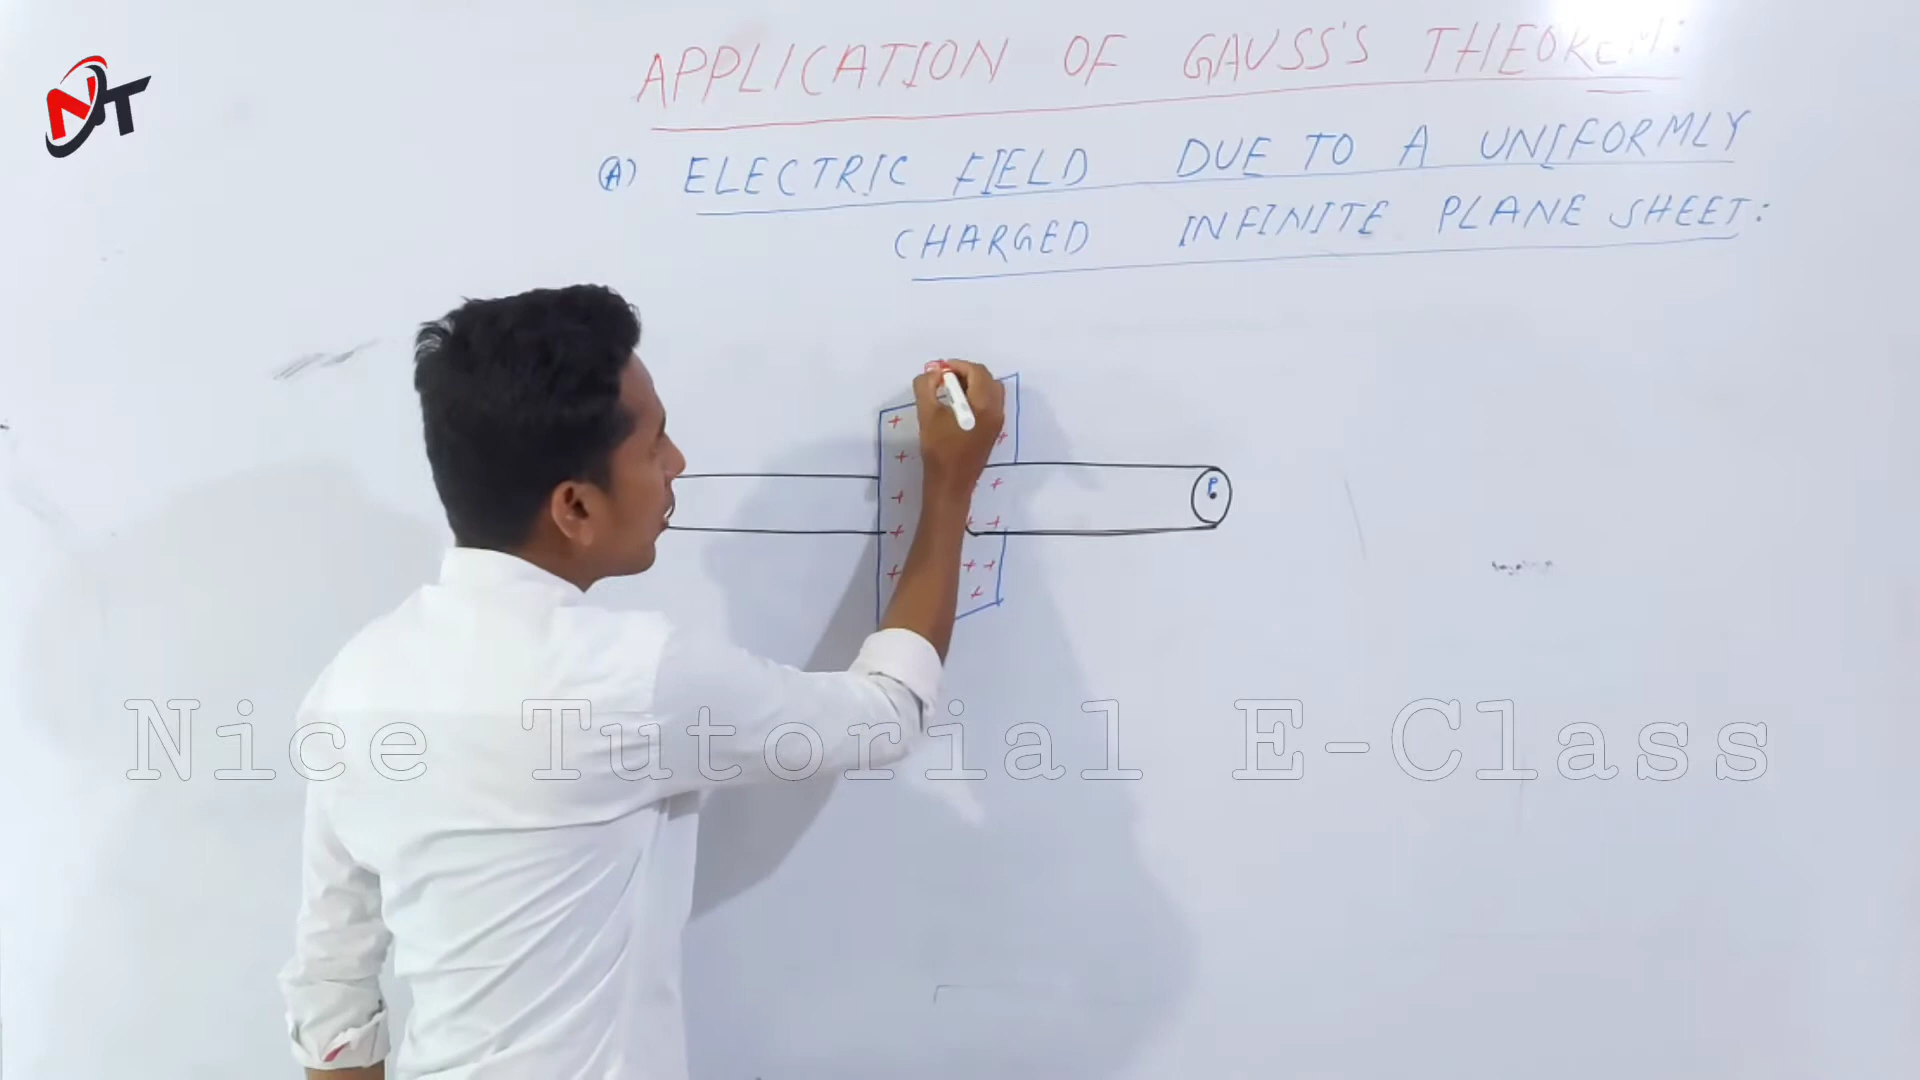 NT
APPLICATION OF GAUSS'S THEOREM:
(A) ELECTRIC FIELD DUE TO A UNIFORMLY
CHARGED INFINITE PLANE SHEET:
P
Nice Tutorial E-Class